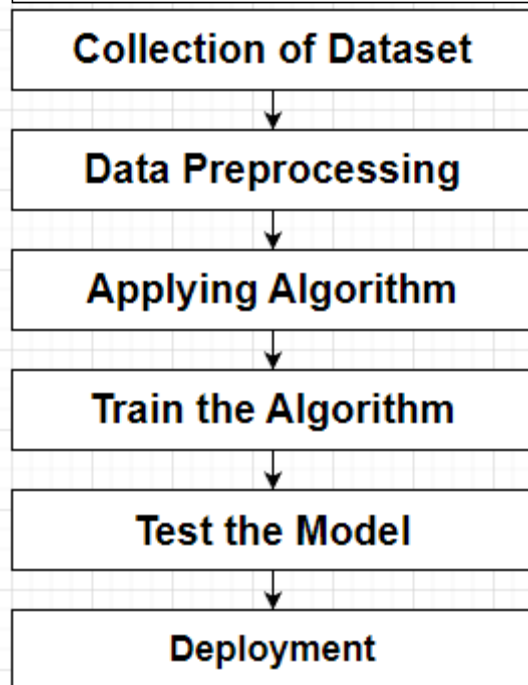 Collection of Dataset
Data Preprocessing
Applying Algorithm
Train the Algorithm
Test the Model
Deployment